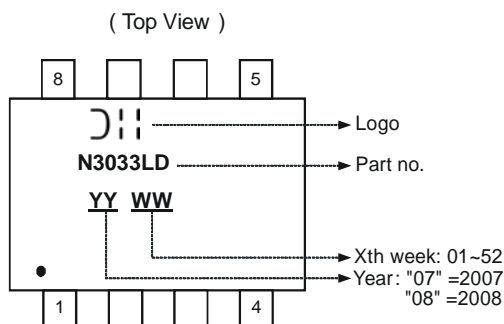 ( Top View )
8 5
Logo
N3033LD Part no.
YY WW
Xth week: 01~52
Year: "07" =2007
"08" =2008
1 4